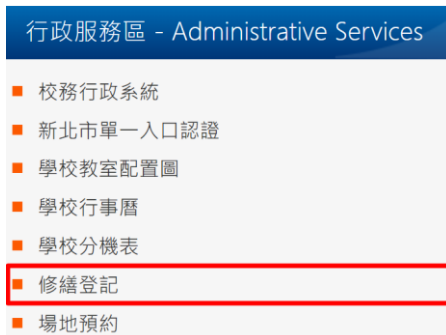 行政服務區 - Administrative Services
校務行政系統
新北市單一入口認證
學校教室配置圖
學校行事曆
學校分機表
修繕登記
場地預約